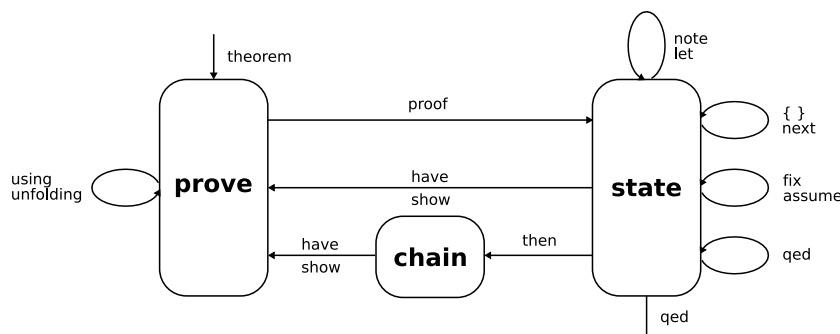 note
let
theorem
proof
{ }
next
using
unfolding
prove
have
show
state
fix
assume
have
show
chain
then
qed
qed